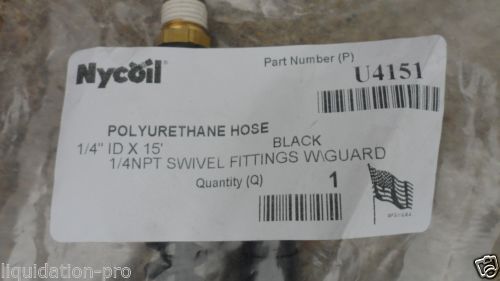 Nycoil
Part Number (P)
U4151
POLYURETHANE HOSE
1/4" ID X 15' BLACK
1/4NPT SWIVEL FITTINGS W\GUARD
Quantity (Q) 1
liquidation-pro